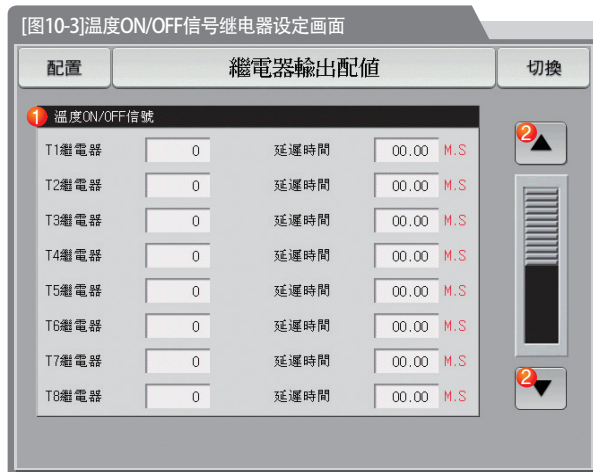 [图10-3]温度ON/OFF信号继电器设定画面
配置 繼電器輸出配値 切換
1 溫度ON/OFF信號 2 ▲
T1繼電器 0 延遲時間 00.00 M.S
T2繼電器 0 延遲時間 00.00 M.S
T3繼電器 0 延遲時間 00.00 M.S
T4繼電器 0 延遲時間 00.00 M.S
T5繼電器 0 延遲時間 00.00 M.S
T6繼電器 0 延遲時間 00.00 M.S
T7繼電器 0 延遲時間 00.00 M.S
T8繼電器 0 延遲時間 00.00 M.S
2 ▼